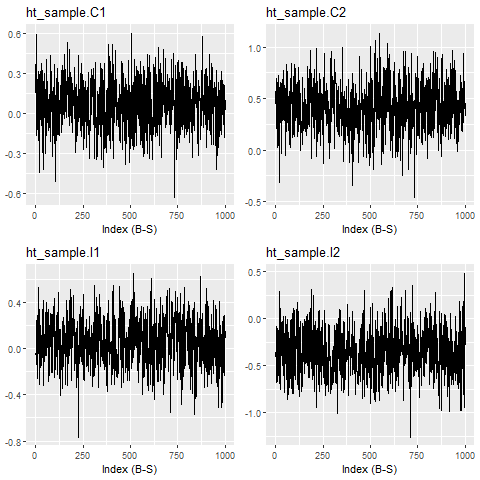 ht_sample.C1
0.6
0.3
0.0
-0.3
-0.6
0 250 500 750 1000
Index (B-S)
ht_sample.C2
1.0
0.5
0.0
-0.5
0 250 500 750 1000
Index (B-S)
ht_sample.I1
0.4
0.0
-0.4
-0.8
0 250 500 750 1000
Index (B-S)
ht_sample.I2
0.5
0.0
-0.5
-1.0
0 250 500 750 1000
Index (B-S)